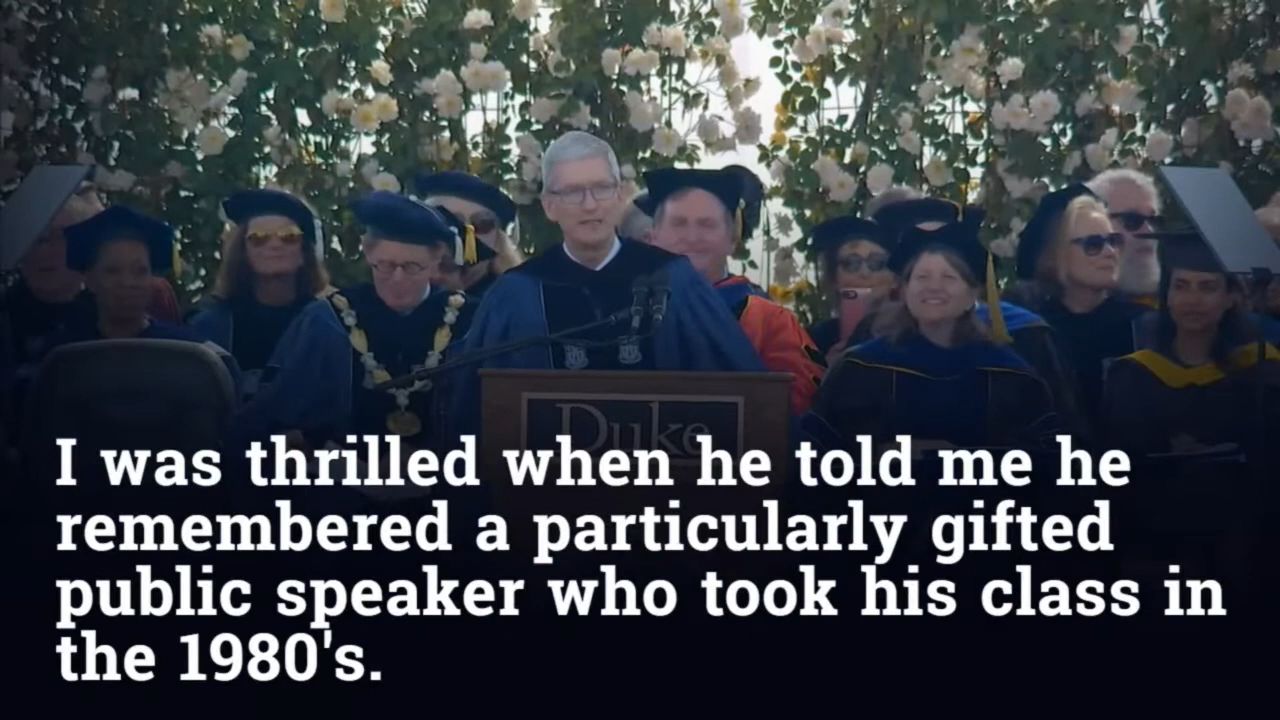 Duke
I was thrilled when he told me he
remembered a particularly gifted
public speaker who took his class in
the 1980's.